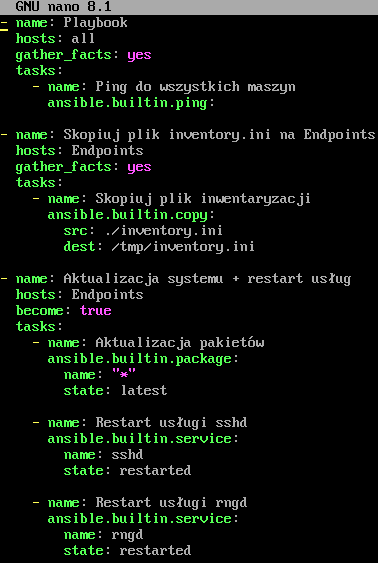 GNU nano 8.1
- name: Playbook
  hosts: all
  gather_facts: yes
  tasks:
    - name: Ping do wszystkich maszyn
      ansible.builtin.ping:

- name: Skopiuj plik inventory.ini na Endpoints
  hosts: Endpoints
  gather_facts: yes
  tasks:
    - name: Skopiuj plik inwentaryzacji
      ansible.builtin.copy:
        src: ./inventory.ini
        dest: /tmp/inventory.ini

- name: Aktualizacja systemu + restart usług
  hosts: Endpoints
  become: true
  tasks:
    - name: Aktualizacja pakietów
      ansible.builtin.package:
        name: "*"
        state: latest

    - name: Restart usługi sshd
      ansible.builtin.service:
        name: sshd
        state: restarted

    - name: Restart usługi rngd
      ansible.builtin.service:
        name: rngd
        state: restarted